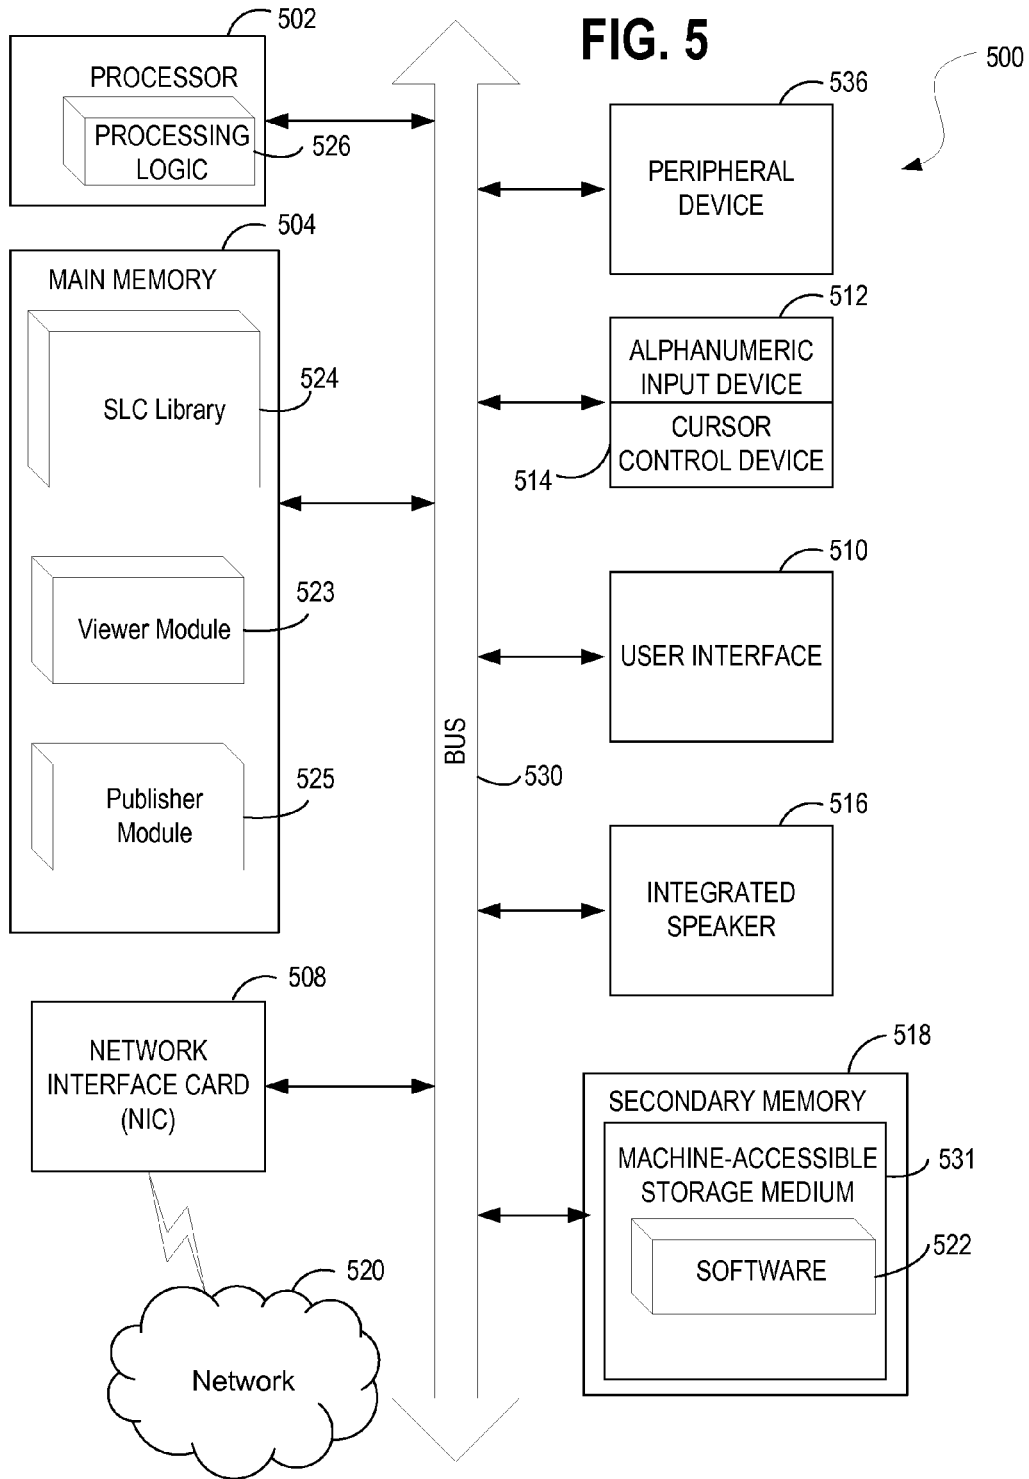 FIG. 5
500
502
PROCESSOR
PROCESSING
LOGIC
526
504
MAIN MEMORY
SLC Library
524
Viewer Module
523
Publisher
Module
525
508
NETWORK
INTERFACE CARD
(NIC)
520
Network
BUS
530
536
PERIPHERAL
DEVICE
512
ALPHANUMERIC
INPUT DEVICE
CURSOR
CONTROL DEVICE
514
510
USER INTERFACE
516
INTEGRATED
SPEAKER
518
SECONDARY MEMORY
MACHINE-ACCESSIBLE
STORAGE MEDIUM
531
SOFTWARE
522